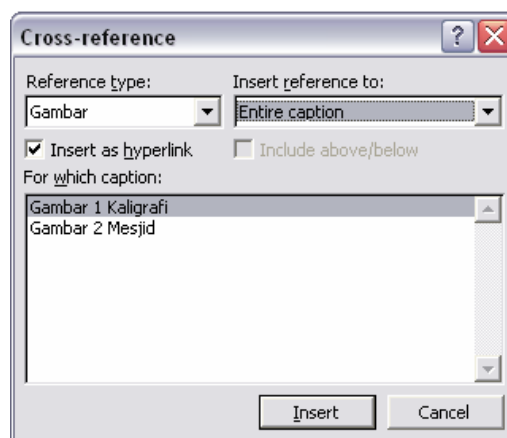 Cross-reference
Reference type: Insert reference to:
Gambar Entire caption
Insert as hyperlink Include above/below
For which caption:
Gambar 1 Kaligrafi
Gambar 2 Mesjid
Insert Cancel